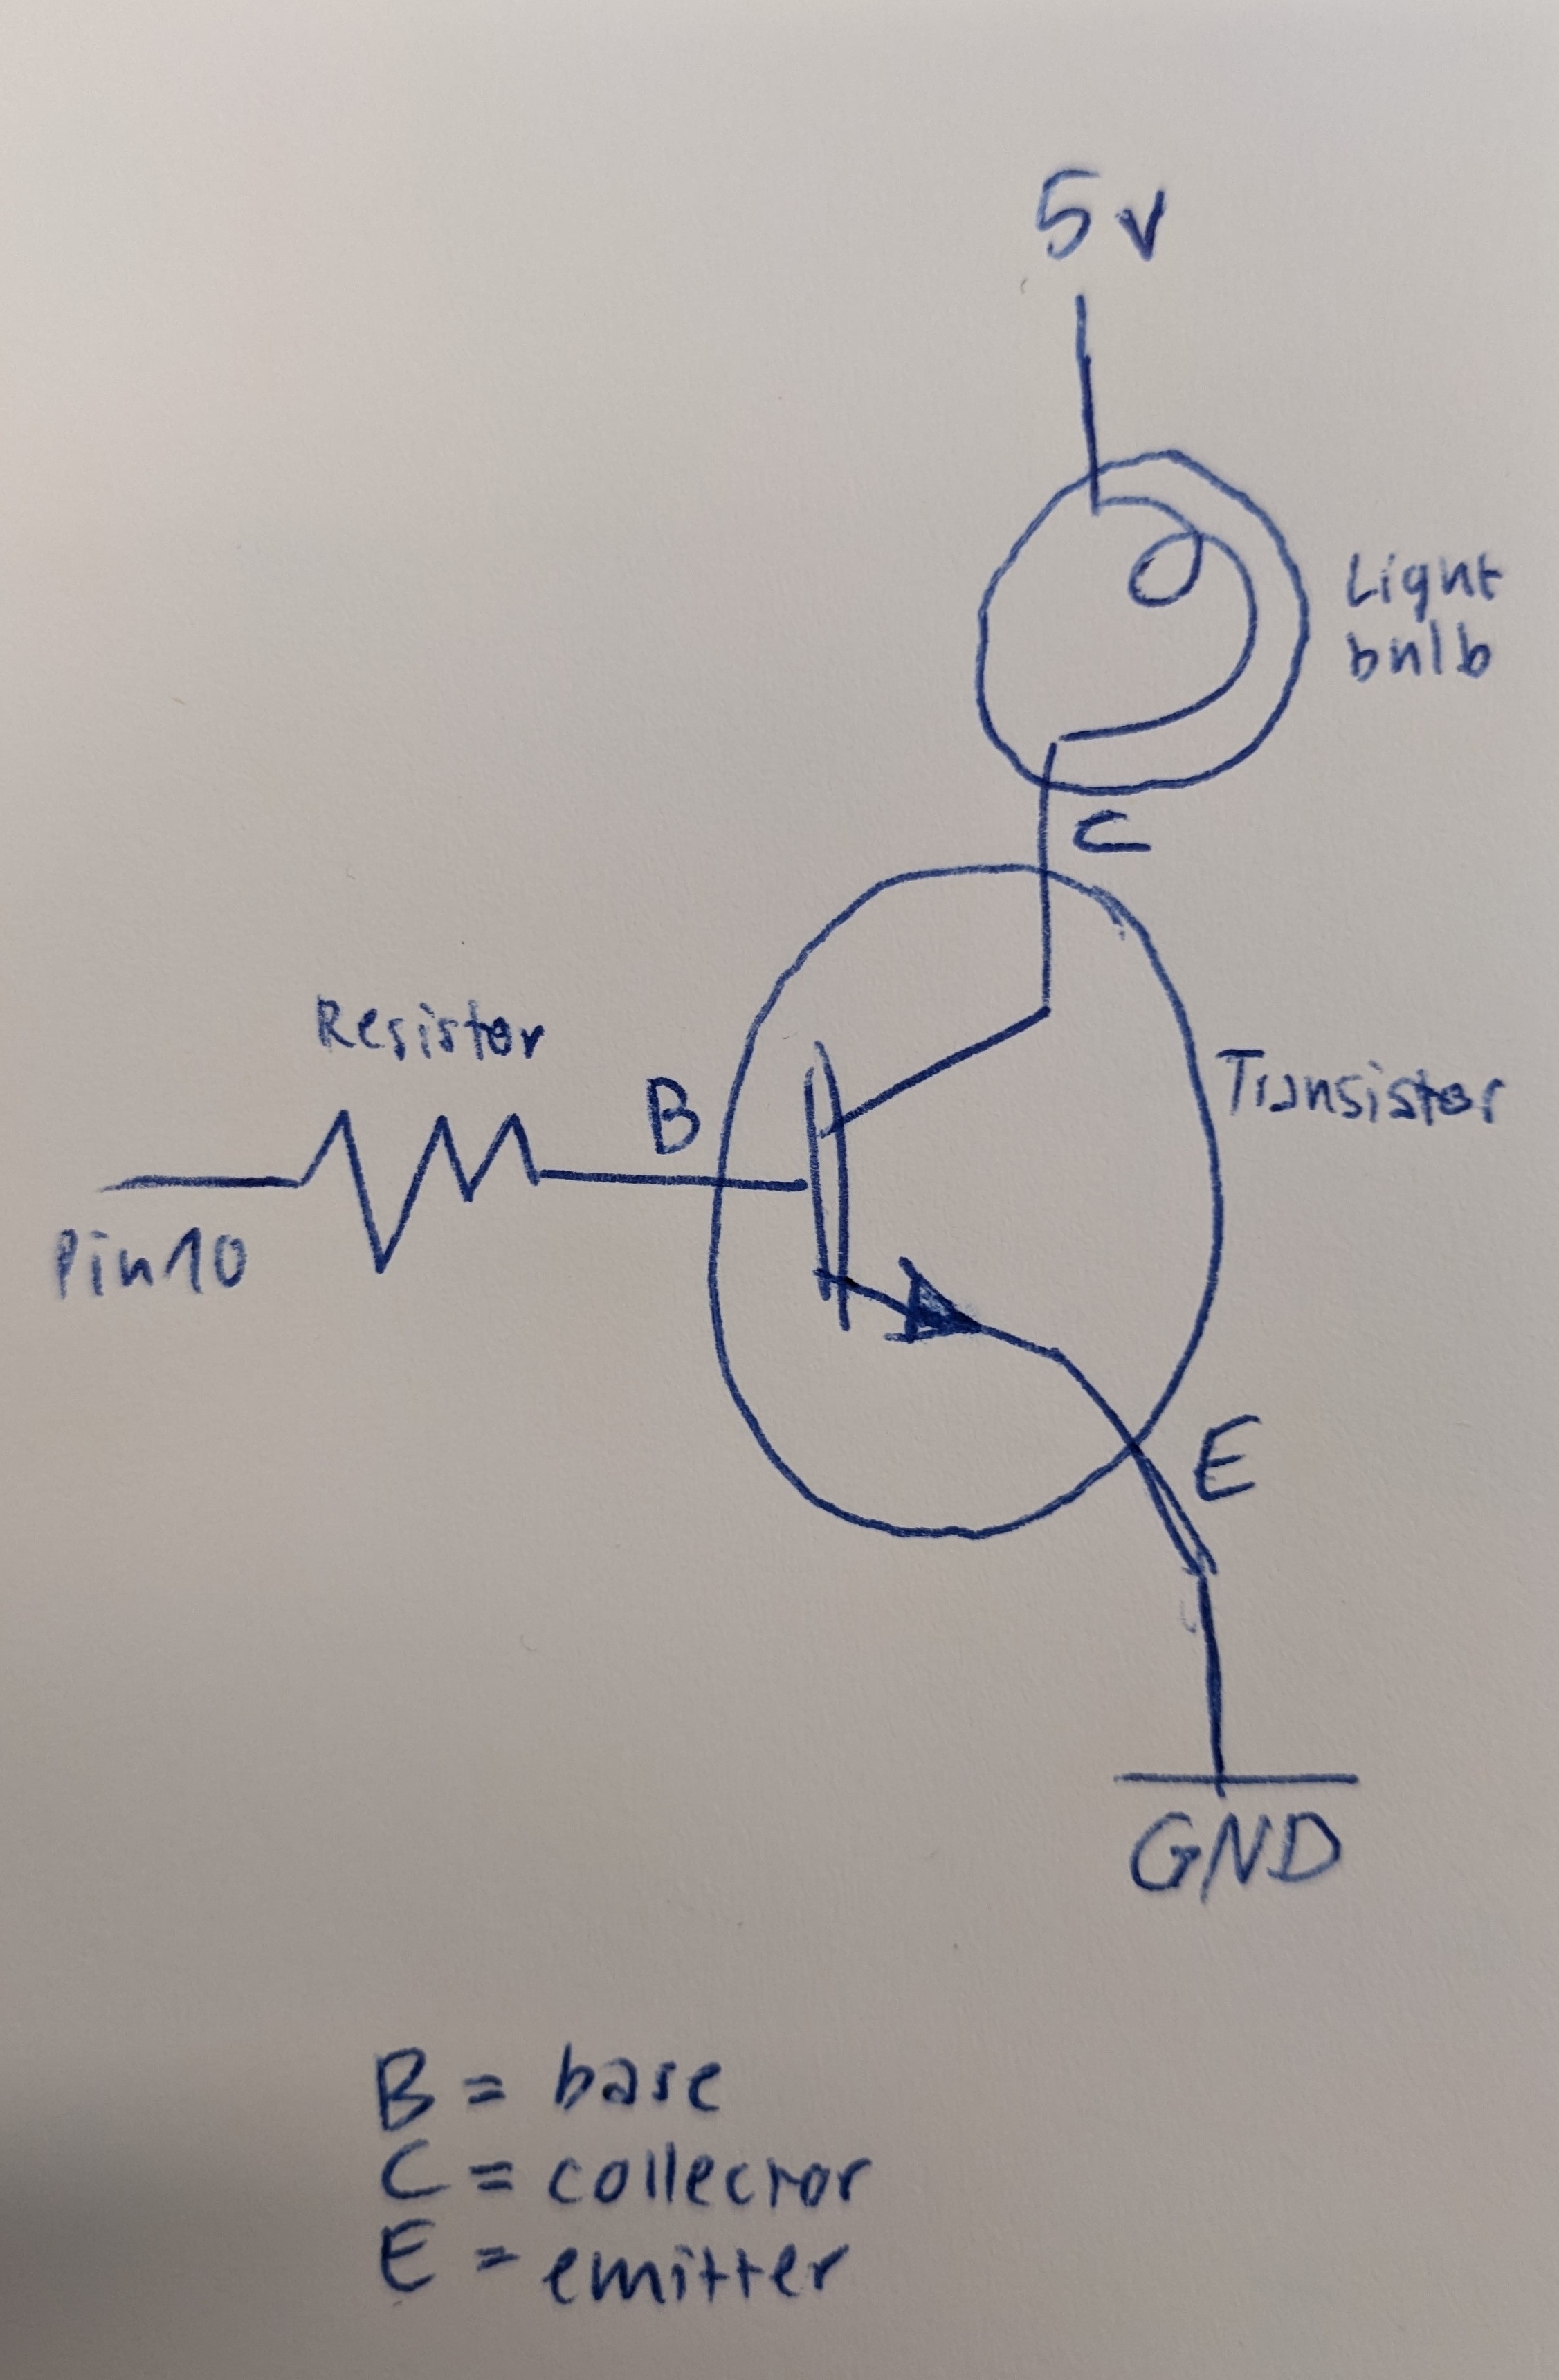 5v
Light
bulb
C
Resistor
B
Transistor
Pin10
E
GND
B = base
C = collector
E = emitter